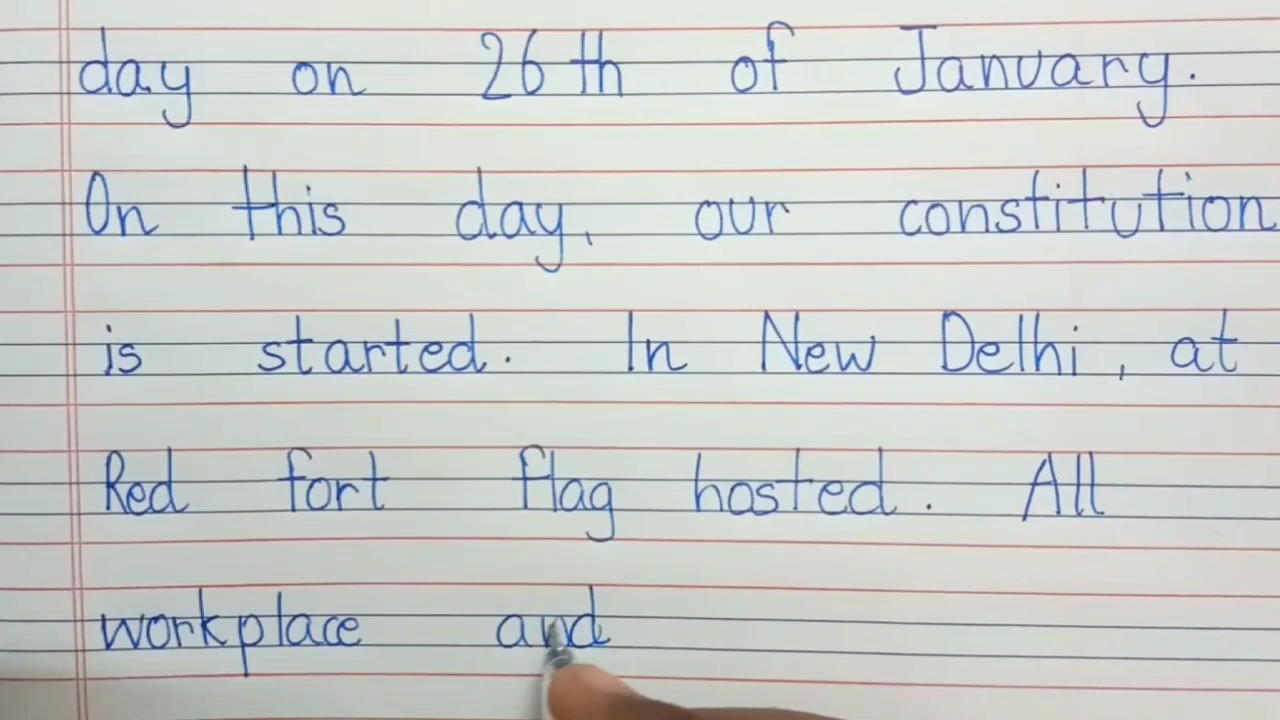 day on 26th of January.
On this day, our constitution
is started. In New Delhi, at
Red fort flag hosted. All
workplace and